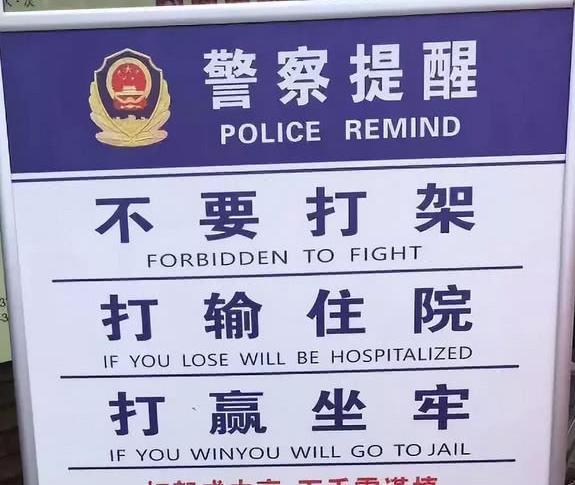 警察提醒
POLICE REMIND
不要打架
FORBIDDEN TO FIGHT
打输住院
IF YOU LOSE WILL BE HOSPITALIZED
打赢坐牢
IF YOU WINYOU WILL GO TO JAIL